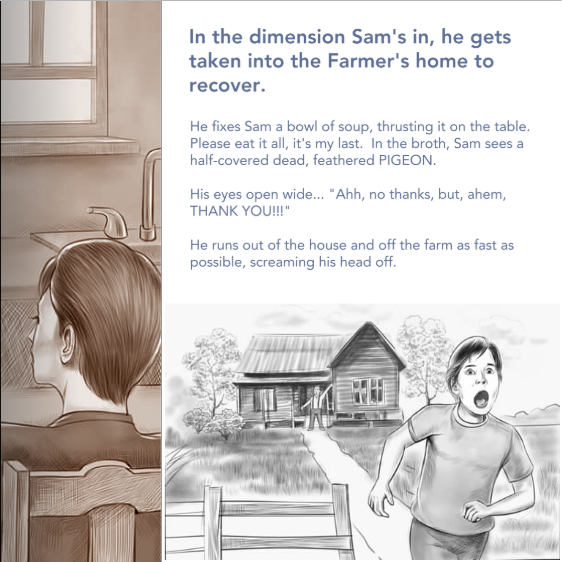 In the dimension Sam's in, he gets
taken into the Farmer's home to
recover.
He fixes Sam a bowl of soup, thrusting it on the table.
Please eat it all, it's my last.  In the broth, Sam sees a
half-covered dead, feathered PIGEON.
His eyes open wide... "Ahh, no thanks, but, ahem,
THANK YOU!!!"
He runs out of the house and off the farm as fast as
possible, screaming his head off.